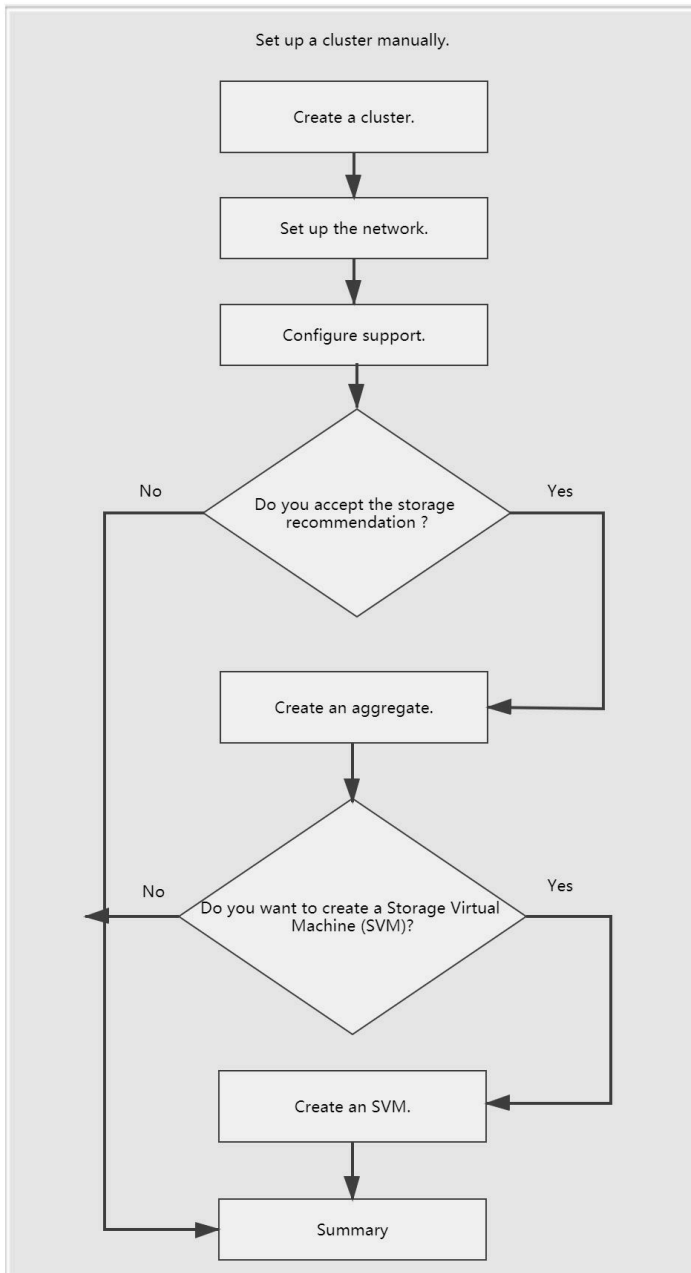 Set up a cluster manually.
Create a cluster.
Set up the network.
Configure support.
No
Yes
Do you accept the storage
recommendation ?
Create an aggregate.
No
Yes
Do you want to create a Storage Virtual
Machine (SVM)?
Create an SVM.
Summary